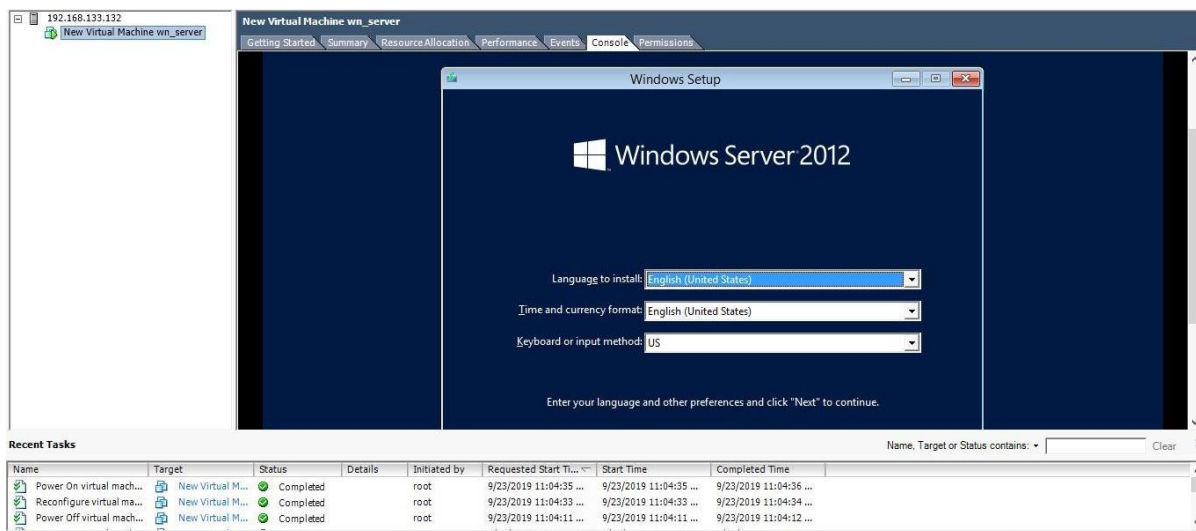 192.168.133.132
New Virtual Machine wn_server
New Virtual Machine wn_server
Getting Started Summary Resource Allocation Performance Events Console Permissions
Windows Setup
Windows Server 2012
Language to install: English (United States)
Time and currency format: English (United States)
Keyboard or input method: US
Enter your language and other preferences and click "Next" to continue.
Recent Tasks Name, Target or Status contains: Clear
Name Target Status Details Initiated by Requested Start Ti... Start Time Completed Time
Power On virtual mach... New Virtual M... Completed root 9/23/2019 11:04:35 ... 9/23/2019 11:04:35 ... 9/23/2019 11:04:36 ...
Reconfigure virtual ma... New Virtual M... Completed root 9/23/2019 11:04:33 ... 9/23/2019 11:04:33 ... 9/23/2019 11:04:34 ...
Power Off virtual mach... New Virtual M... Completed root 9/23/2019 11:04:11 ... 9/23/2019 11:04:11 ... 9/23/2019 11:04:12 ...